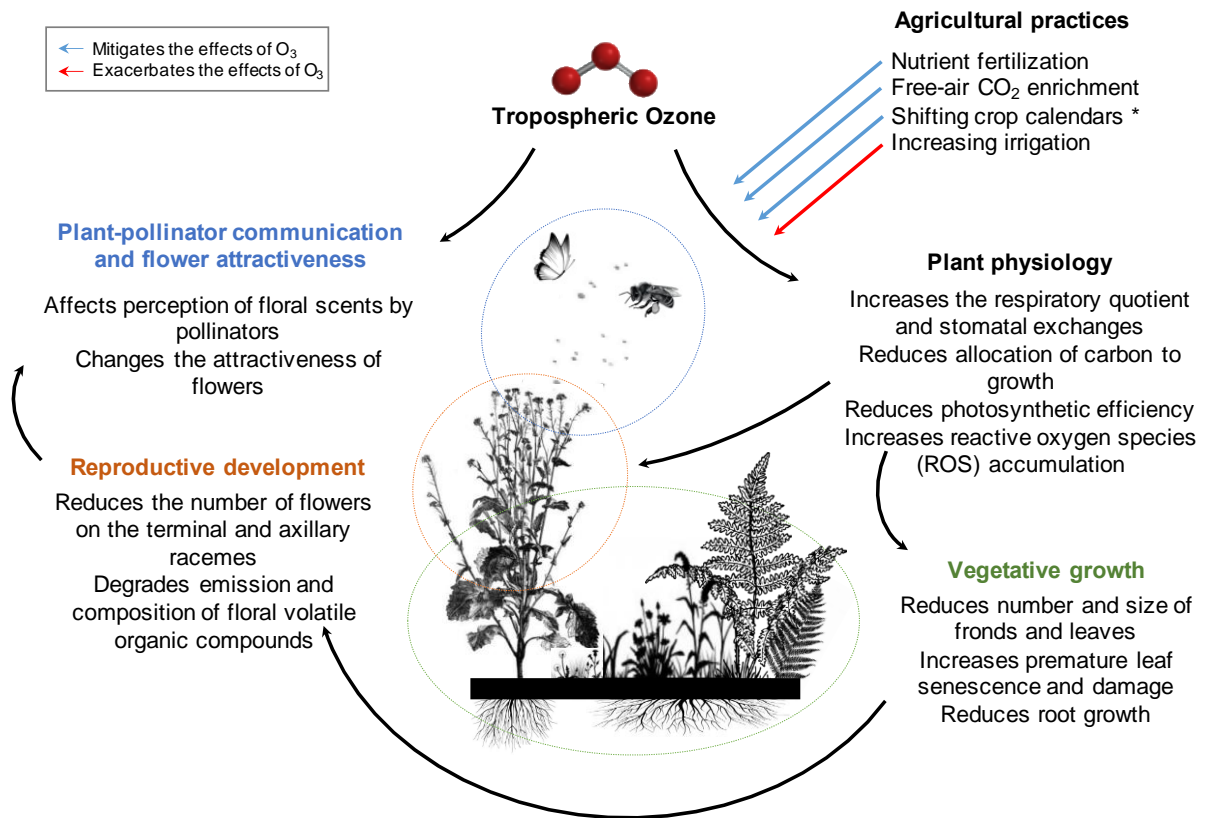 Mitigates the effects of O₃
Exacerbates the effects of O₃
Tropospheric Ozone
Agricultural practices
Nutrient fertilization
Free-air CO₂ enrichment
Shifting crop calendars *
Increasing irrigation
Plant-pollinator communication
and flower attractiveness
Affects perception of floral scents by
pollinators
Changes the attractiveness of
flowers
Plant physiology
Increases the respiratory quotient
and stomatal exchanges
Reduces allocation of carbon to
growth
Reduces photosynthetic efficiency
Increases reactive oxygen species
(ROS) accumulation
Reproductive development
Reduces the number of flowers
on the terminal and axillary
racemes
Degrades emission and
composition of floral volatile
organic compounds
Vegetative growth
Reduces number and size of
fronds and leaves
Increases premature leaf
senescence and damage
Reduces root growth